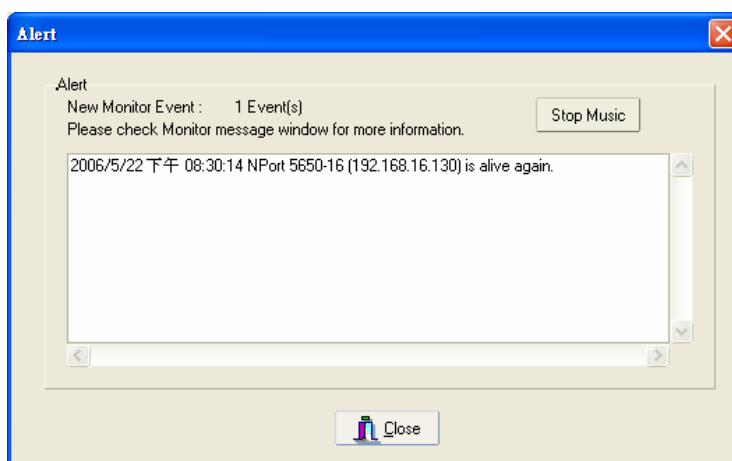 Alert
Alert
New Monitor Event : 1 Event(s)
Please check Monitor message window for more information.
Stop Music
2006/5/22 下午 08:30:14 NPort 5650-16 (192.168.16.130) is alive again.
Close